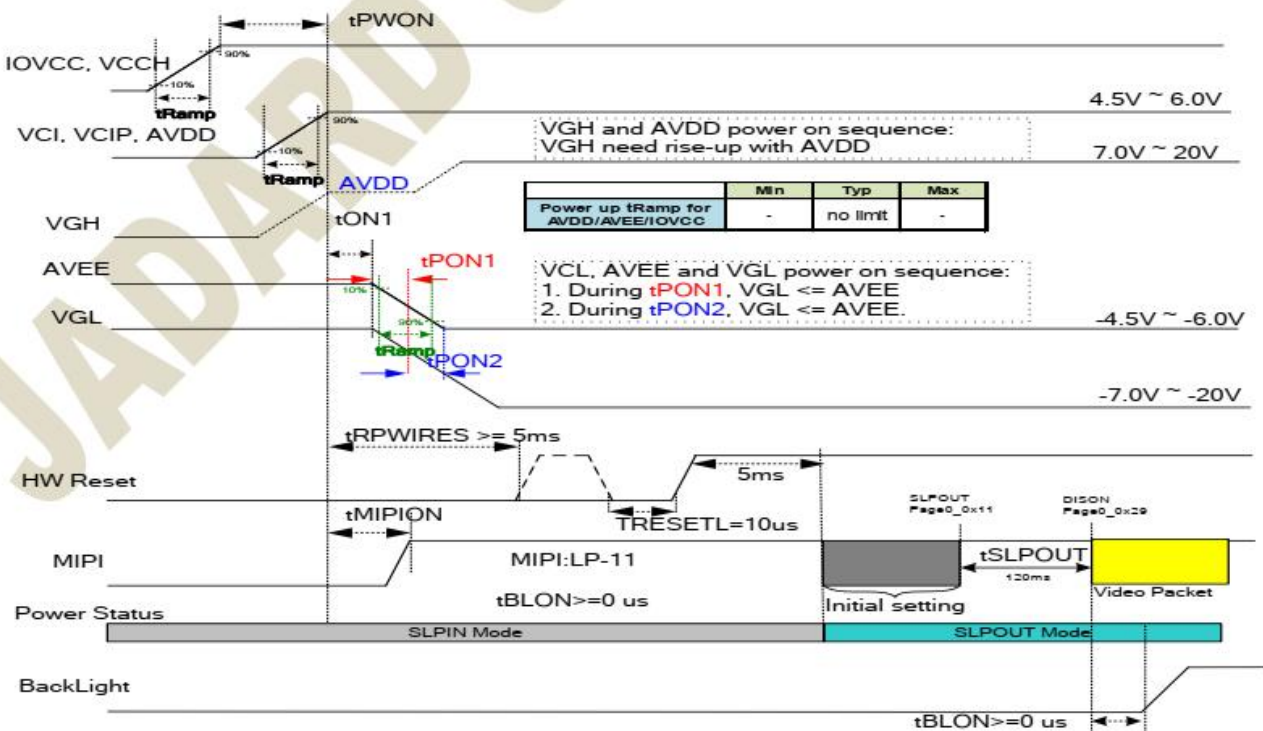 JADARD
tPWON
IOVCC, VCCH
90%
10%
tRamp
4.5V ~ 6.0V
VCI, VCIP, AVDD
90%
10%
tRamp
VGH and AVDD power on sequence:
VGH need rise-up with AVDD
7.0V ~ 20V
AVDD
Min Typ Max
Power up tRamp for
AVDD/AVEE/IOVCC
- no limit -
VGH
tON1
AVEE
tPON1
10%
VCL, AVEE and VGL power on sequence:
1. During tPON1, VGL <= AVEE
2. During tPON2, VGL <= AVEE.
VGL
90%
-4.5V ~ -6.0V
tRamp
tPON2
-7.0V ~ -20V
tRPWIRES >= 5ms
HW Reset
5ms
SLPOUT
Page0_0x11
DISON
Page0_0x29
tMIPION
TRESETL=10us
MIPI
MIPI:LP-11
tSLPOUT
120ms
Video Packet
tBLON>=0 us
Initial setting
Power Status
SLPIN Mode
SLPOUT Mode
BackLight
tBLON>=0 us